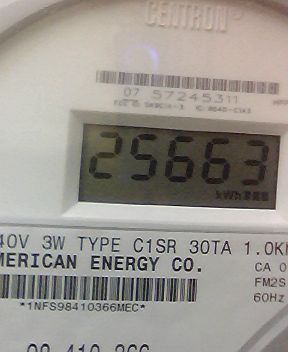 CENTRON®
07 57245311
25663
kWh
40V 3W TYPE C1SR 30TA 1.0K
MERICAN ENERGY CO.
CA 0
FM2S
60Hz
*1NFS98410366MEC*